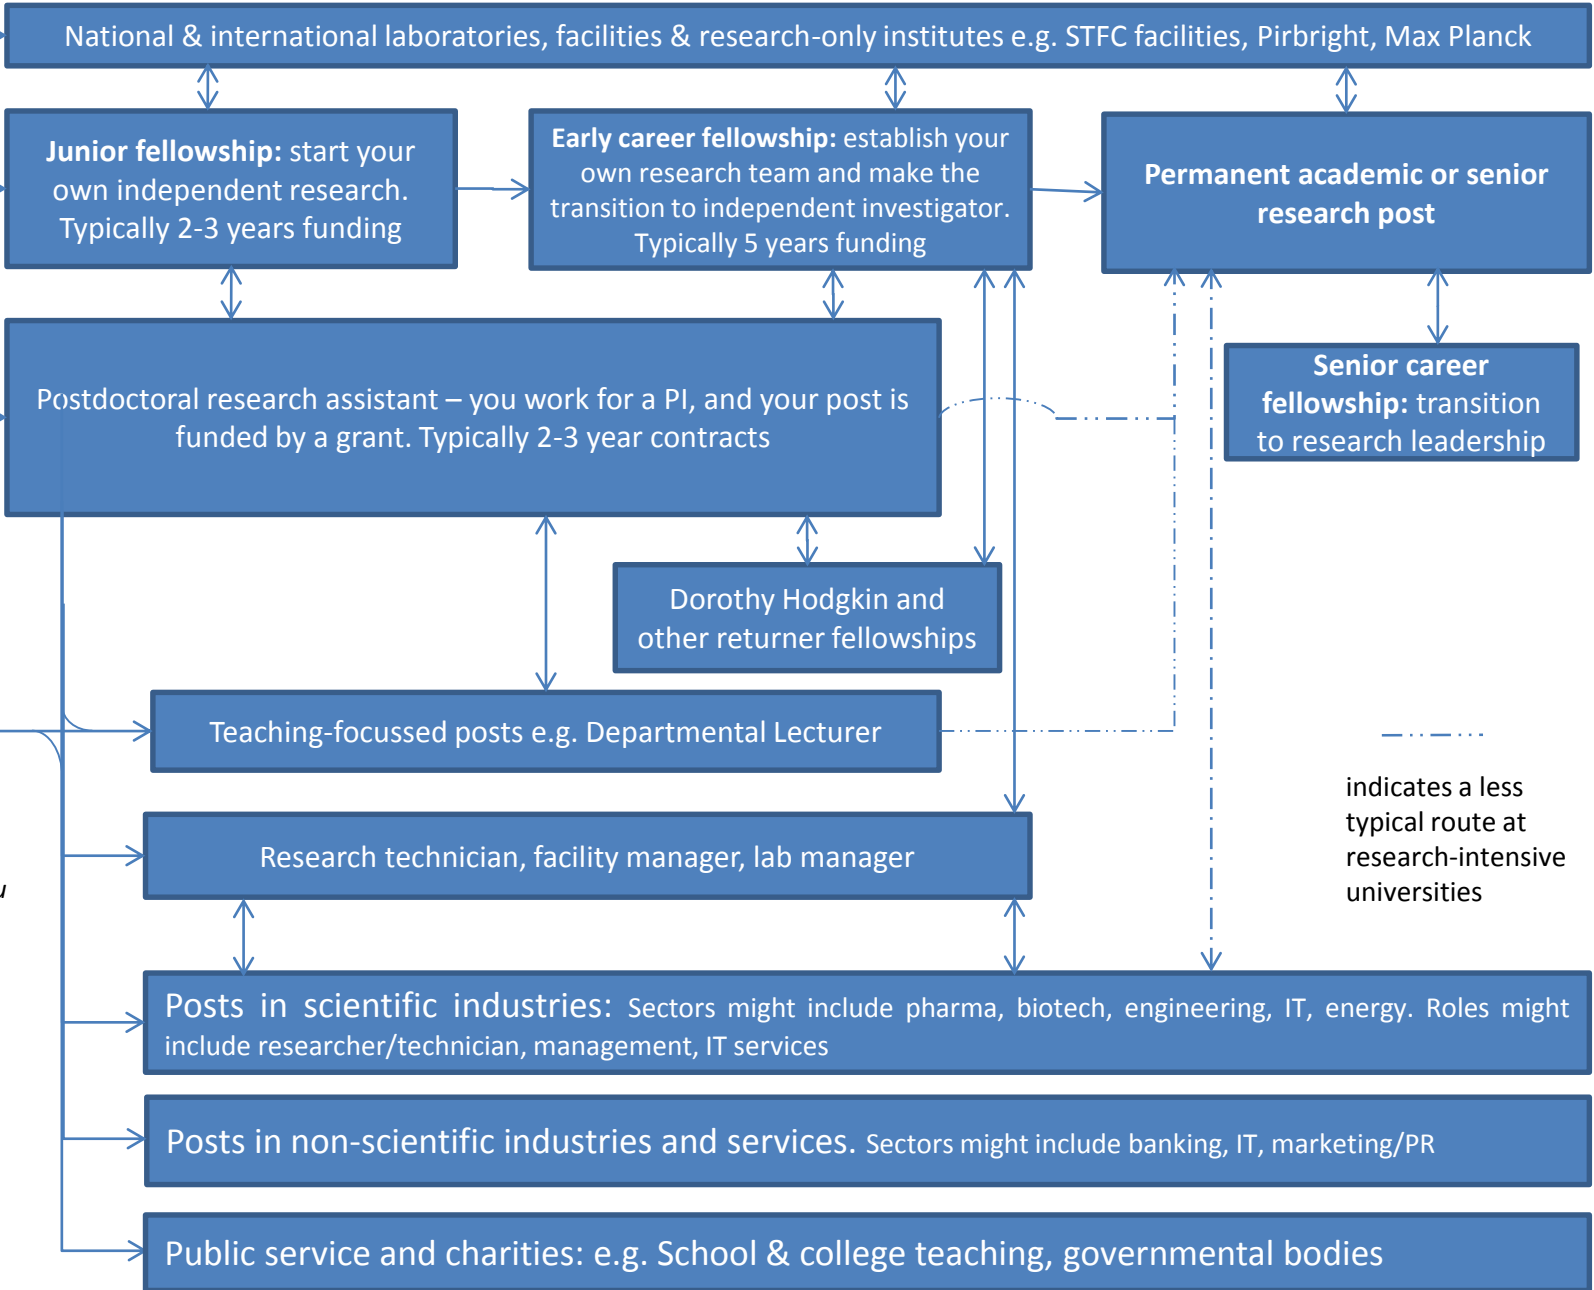 National & international laboratories, facilities & research-only institutes e.g. STFC facilities, Pirbright, Max Planck
Junior fellowship: start your
own independent research.
Typically 2-3 years funding
Early career fellowship: establish your
own research team and make the
transition to independent investigator.
Typically 5 years funding
Permanent academic or senior
research post
Postdoctoral research assistant – you work for a PI, and your post is
funded by a grant. Typically 2-3 year contracts
Senior career
fellowship: transition
to research leadership
Dorothy Hodgkin and
other returner fellowships
Teaching-focussed posts e.g. Departmental Lecturer
indicates a less
typical route at
research-intensive
universities
Research technician, facility manager, lab manager
Posts in scientific industries: Sectors might include pharma, biotech, engineering, IT, energy. Roles might
include researcher/technician, management, IT services
Posts in non-scientific industries and services. Sectors might include banking, IT, marketing/PR
Public service and charities: e.g. School & college teaching, governmental bodies